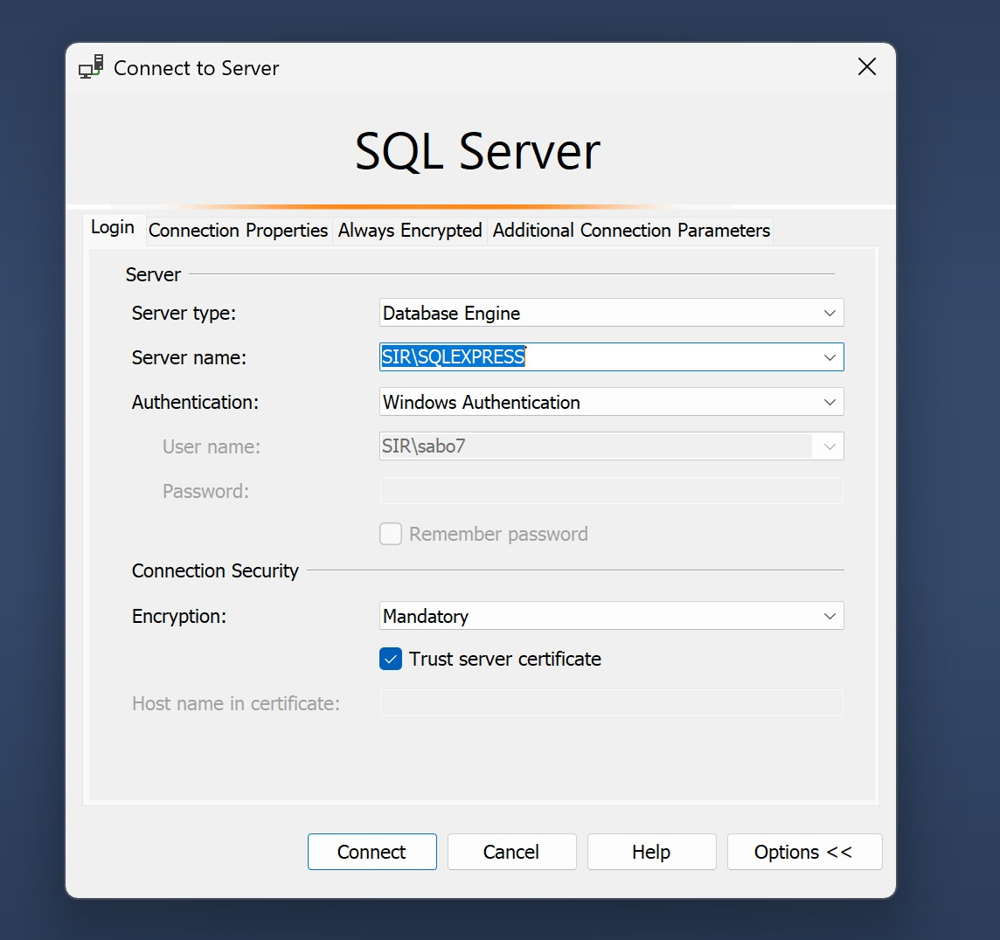 Connect to Server
SQL Server
Login Connection Properties Always Encrypted Additional Connection Parameters
Server
Server type: Database Engine
Server name: SIR\SQLEXPRESS
Authentication: Windows Authentication
User name: SIR\sabo7
Password:
Remember password
Connection Security
Encryption: Mandatory
Trust server certificate
Host name in certificate:
Connect Cancel Help Options <<